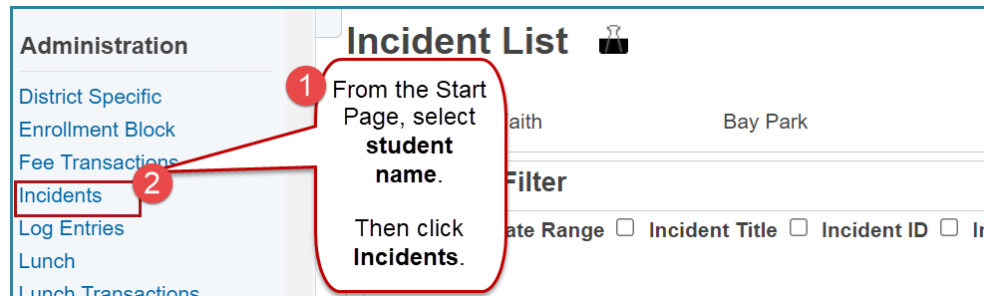 Administration
District Specific
Enrollment Block
Fee Transactions
Incidents
Log Entries
Lunch
Lunch Transactions
Incident List
1
From the Start
Page, select
student
name.
Then click
Incidents.
2
aith Bay Park
Filter
ate Range Incident Title Incident ID